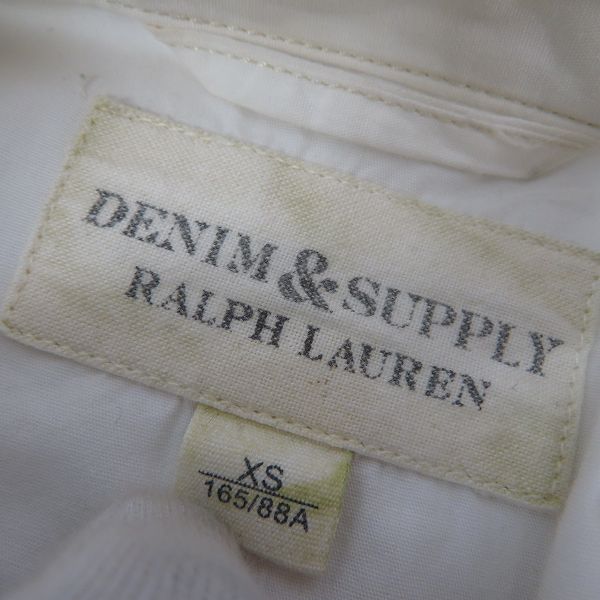 DENIM & SUPPLY
RALPH LAUREN
XS
165/88A